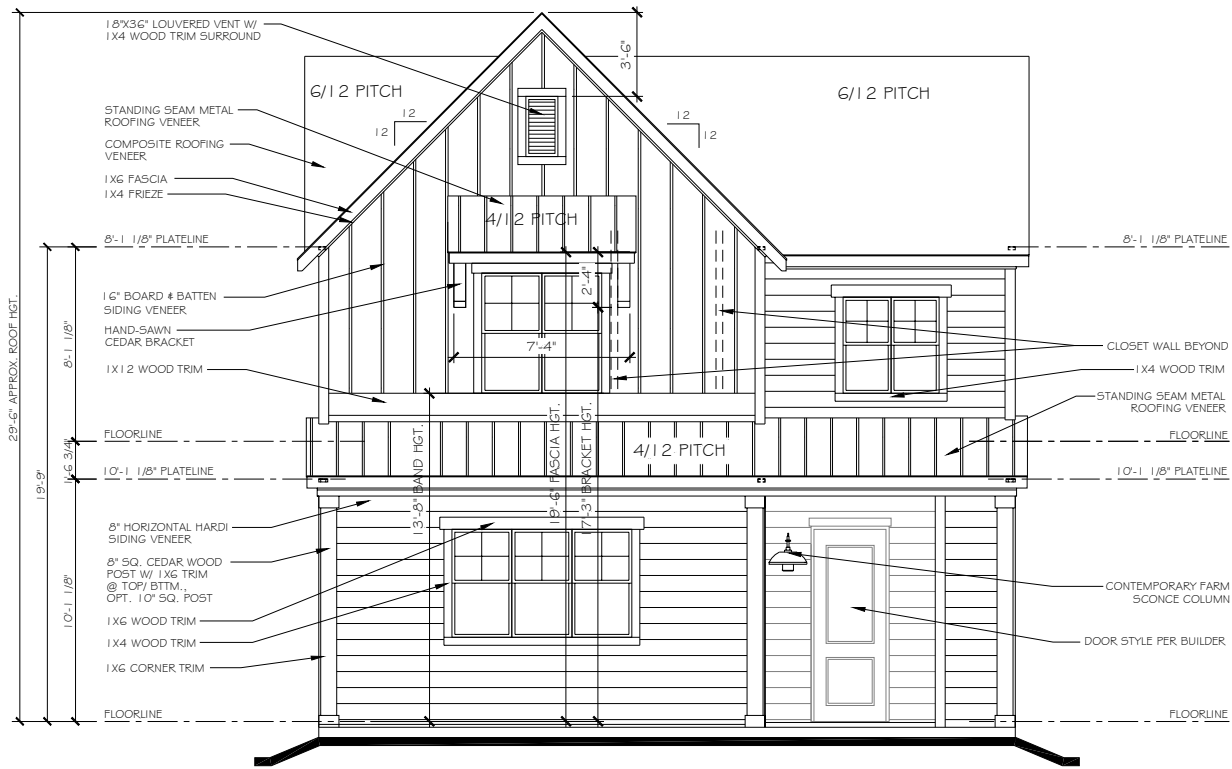 18"X36" LOUVERED VENT W/
1X4 WOOD TRIM SURROUND
3'-6"
6/12 PITCH
6/12 PITCH
STANDING SEAM METAL
ROOFING VENEER
12
12
12
12
COMPOSITE ROOFING
VENEER
1X6 FASCIA
1X4 FRIEZE
4/12 PITCH
8'-1 1/8" PLATELINE
8'-1 1/8" PLATELINE
29'-6" APPROX. ROOF HGT.
8'-1 1/8"
2'-4"
16" BOARD & BATTEN
SIDING VENEER
HAND-SAWN
CEDAR BRACKET
7'-4"
CLOSET WALL BEYOND
1X12 WOOD TRIM
1X4 WOOD TRIM
STANDING SEAM METAL
ROOFING VENEER
FLOORLINE
FLOORLINE
4/12 PITCH
1'-6 3/4"
10'-1 1/8" PLATELINE
10'-1 1/8" PLATELINE
19'-9"
13'-8" BAND HGT.
19'-6" FASCIA HGT.
17'-3" BRACKET HGT.
8" HORIZONTAL HARDI
SIDING VENEER
8" SQ. CEDAR WOOD
POST W/ 1X6 TRIM
@ TOP/ BTTM.,
OPT. 10" SQ. POST
10'-1 1/8"
CONTEMPORARY FARM
SCONCE COLUMN
1X6 WOOD TRIM
1X4 WOOD TRIM
DOOR STYLE PER BUILDER
1X6 CORNER TRIM
FLOORLINE
FLOORLINE